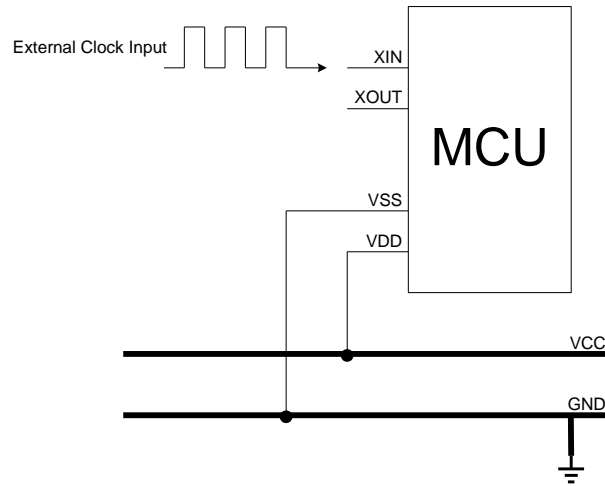 External Clock Input
XIN
XOUT
MCU
VSS
VDD
VCC
GND